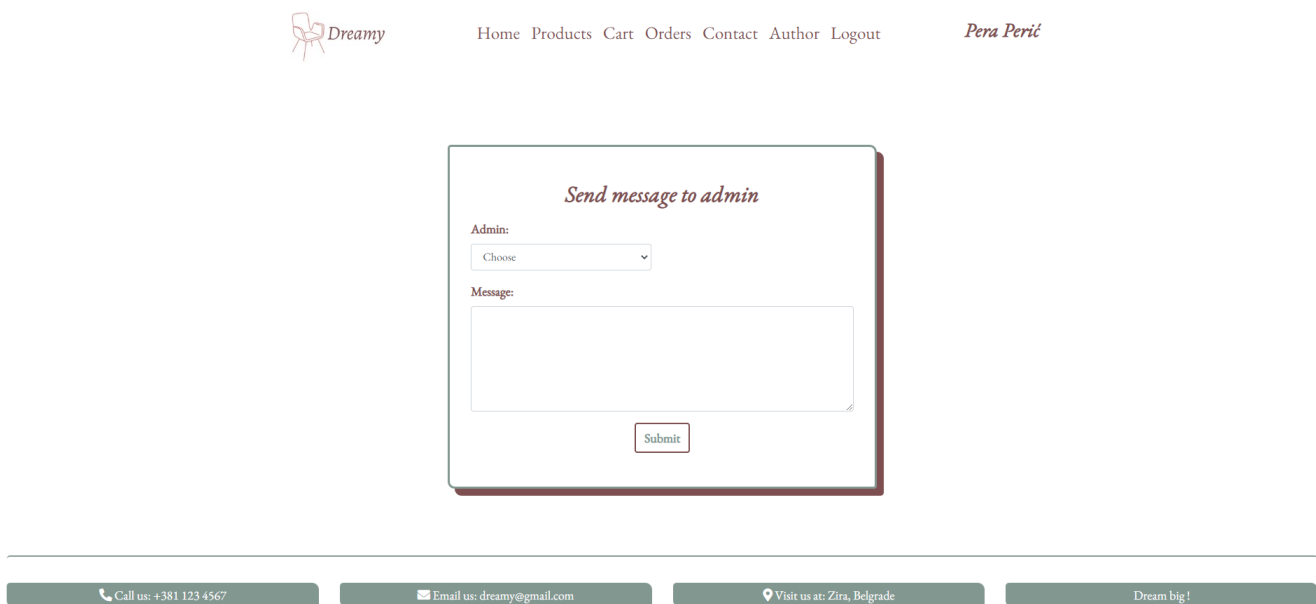 Dreamy
Home Products Cart Orders Contact Author Logout
Pera Perić
Send message to admin
Admin:
Choose
Message:
Submit
Call us: +381 123 4567
Email us: dreamy@gmail.com
Visit us at: Zira, Belgrade
Dream big !